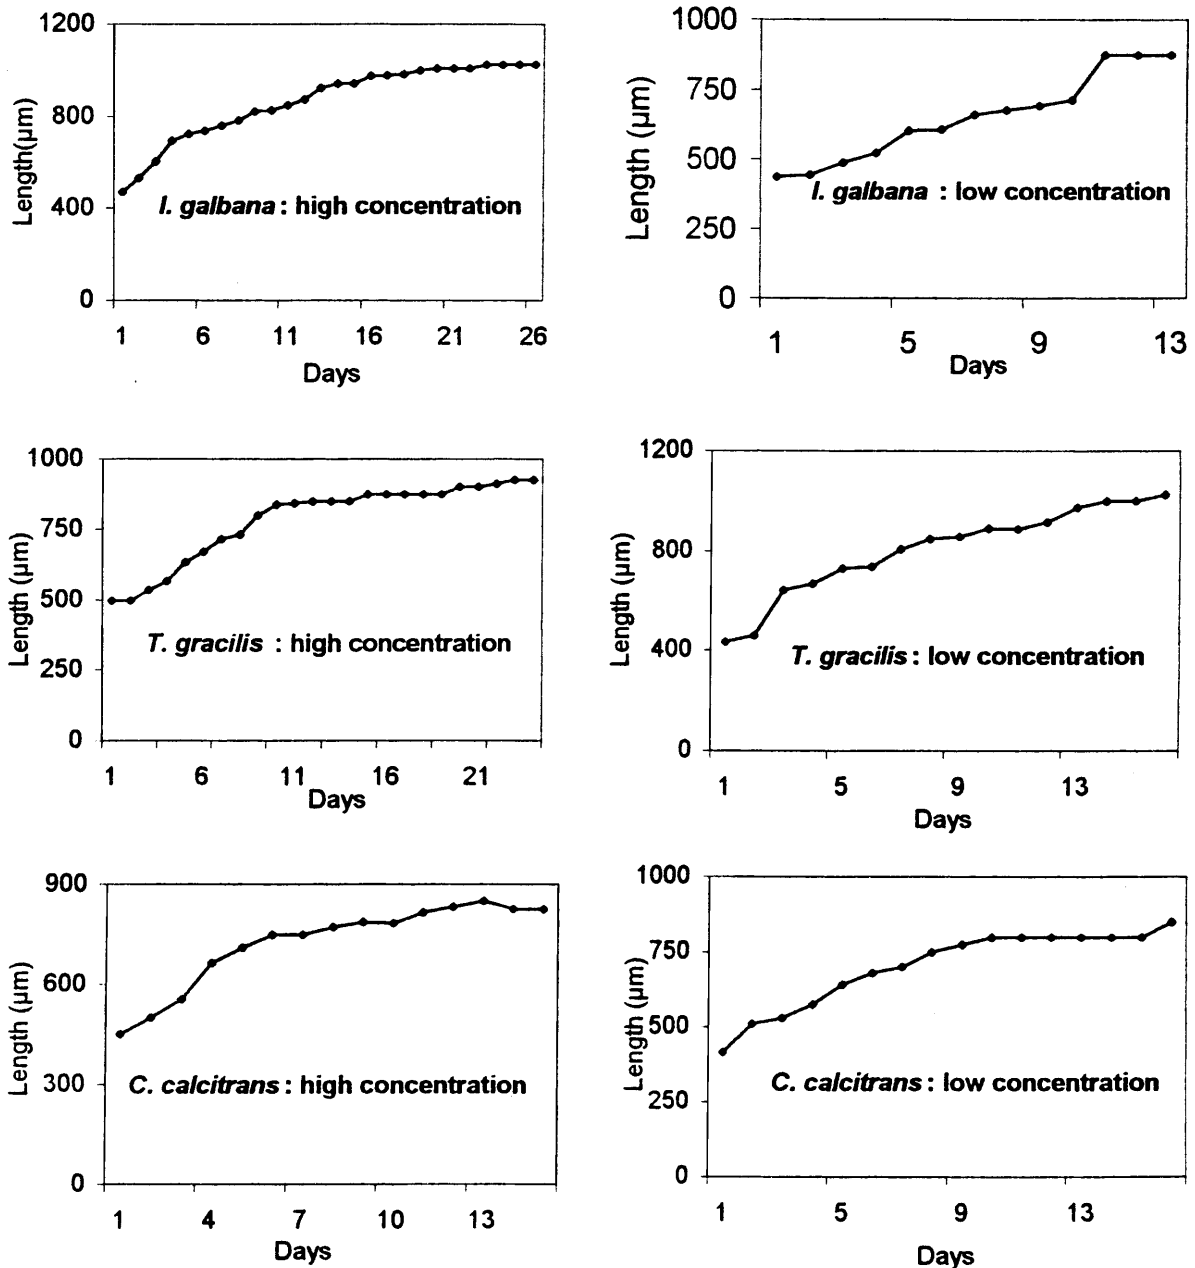 1200
800
400
0
Length(µm)
I. galbana : high concentration
1 6 11 16 21 26
Days
1000
750
500
250
0
Length (µm)
I. galbana : low concentration
1 5 9 13
Days
1000
750
500
250
0
Length (µm)
T. gracilis : high concentration
1 6 11 16 21
Days
1200
800
400
0
Length (µm)
T. gracilis : low concentration
1 5 9 13
Days
900
600
300
0
Length (µm)
C. calcitrans : high concentration
1 4 7 10 13
Days
1000
750
500
250
0
Length (µm)
C. calcitrans : low concentration
1 5 9 13
Days